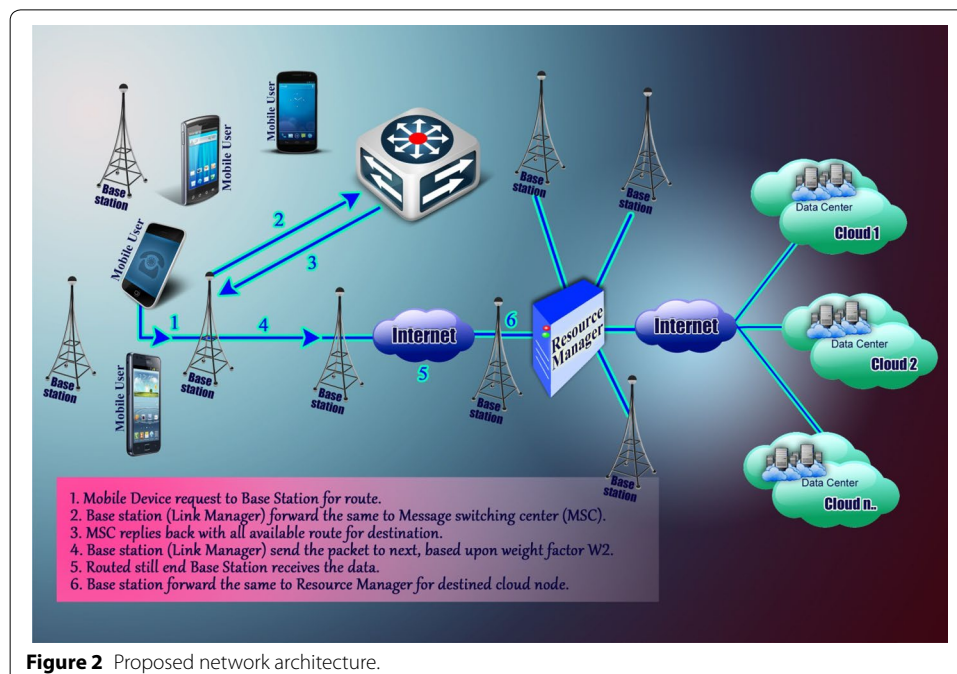 Mobile User
Mobile User
Base
station
2
3
Mobile User
1
4
Base
station
Base
station
Base
station
Mobile User
Internet
5
6
Base
station
Base
station
Base
station
Resource
Manager
Base
station
Internet
Data Center
Cloud 1
Data Center
Cloud 2
Data Center
Cloud n..
1. Mobile Device request to Base Station for route.
2. Base station (Link Manager) forward the same to Message switching center (MSC).
3. MSC replies back with all available route for destination.
4. Base station (Link Manager) send the packet to next, based upon weight factor W2.
5. Routed still end Base Station receives the data.
6. Base station forward the same to Resource Manager for destined cloud node.
Figure 2 Proposed network architecture.